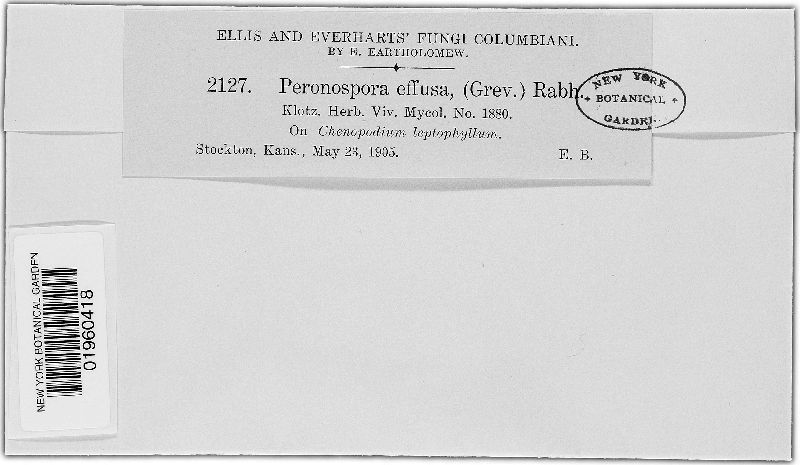 ELLIS AND EVERHARTS' FUNGI COLUMBIANI.
BY E. BARTHOLOMEW.
2127. Peronospora effusa, (Grev.) Rabh.
Klotz. Herb. Viv. Mycol. No. 1880.
On Chenopodium leptophyllum.
Stockton, Kans., May 23, 1905. E. B.
NEW YORK
BOTANICAL
GARDEN
NEW YORK BOTANICAL GARDEN
01960418